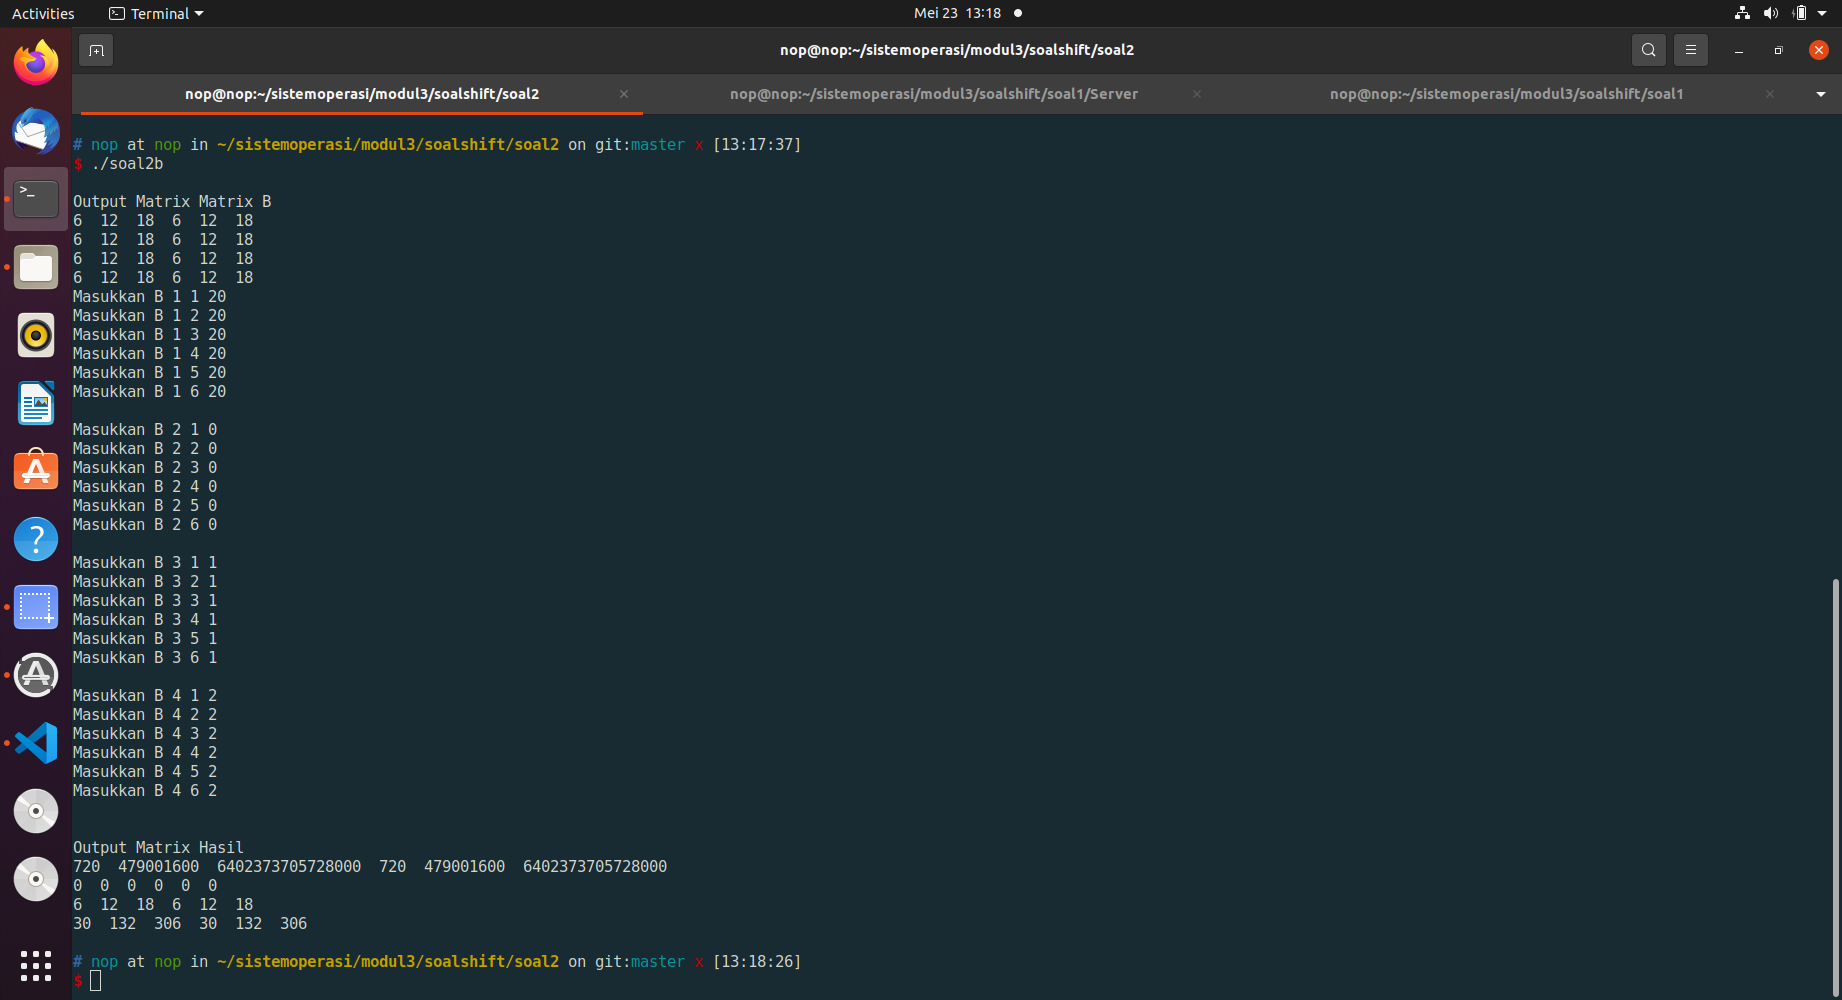 Activities
Terminal
Mei 23 13:18
nop@nop:~/sistemoperasi/modul3/soalshift/soal2
nop@nop:~/sistemoperasi/modul3/soalshift/soal2
nop@nop:~/sistemoperasi/modul3/soalshift/soal1/Server
nop@nop:~/sistemoperasi/modul3/soalshift/soal1
# nop at nop in ~/sistemoperasi/modul3/soalshift/soal2 on git:master x [13:17:37]
$ ./soal2b
Output Matrix Matrix B
6  12  18  6  12  18
6  12  18  6  12  18
6  12  18  6  12  18
6  12  18  6  12  18
Masukkan B 1 1 20
Masukkan B 1 2 20
Masukkan B 1 3 20
Masukkan B 1 4 20
Masukkan B 1 5 20
Masukkan B 1 6 20
Masukkan B 2 1 0
Masukkan B 2 2 0
Masukkan B 2 3 0
Masukkan B 2 4 0
Masukkan B 2 5 0
Masukkan B 2 6 0
Masukkan B 3 1 1
Masukkan B 3 2 1
Masukkan B 3 3 1
Masukkan B 3 4 1
Masukkan B 3 5 1
Masukkan B 3 6 1
Masukkan B 4 1 2
Masukkan B 4 2 2
Masukkan B 4 3 2
Masukkan B 4 4 2
Masukkan B 4 5 2
Masukkan B 4 6 2
Output Matrix Hasil
720  479001600  6402373705728000  720  479001600  6402373705728000
0  0  0  0  0  0
6  12  18  6  12  18
30  132  306  30  132  306
# nop at nop in ~/sistemoperasi/modul3/soalshift/soal2 on git:master x [13:18:26]
$